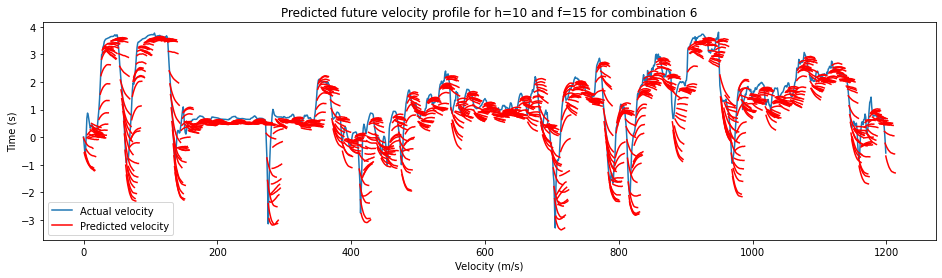 Predicted future velocity profile for h=10 and f=15 for combination 6
Time (s)
4
3
2
1
0
−1
−2
−3
Actual velocity
Predicted velocity
0 200 400 600 800 1000 1200
Velocity (m/s)